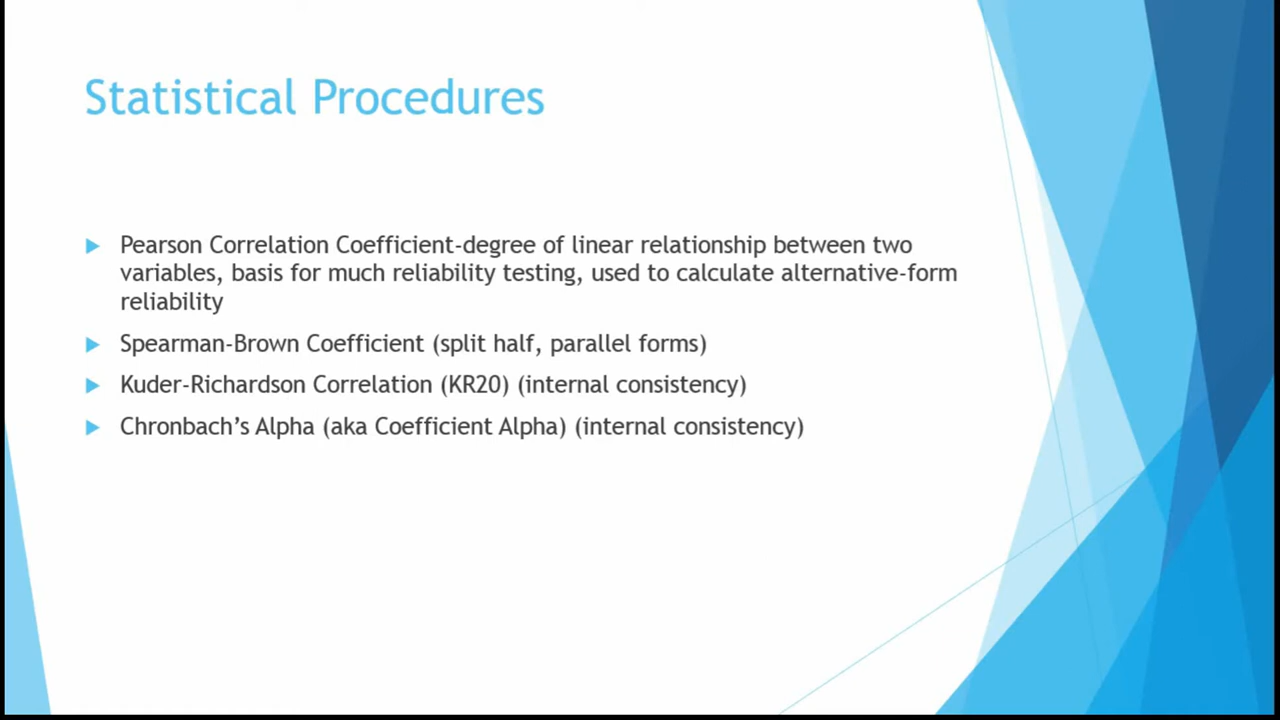 Statistical Procedures
Pearson Correlation Coefficient-degree of linear relationship between two
variables, basis for much reliability testing, used to calculate alternative-form
reliability
Spearman-Brown Coefficient (split half, parallel forms)
Kuder-Richardson Correlation (KR20) (internal consistency)
Chronbach’s Alpha (aka Coefficient Alpha) (internal consistency)